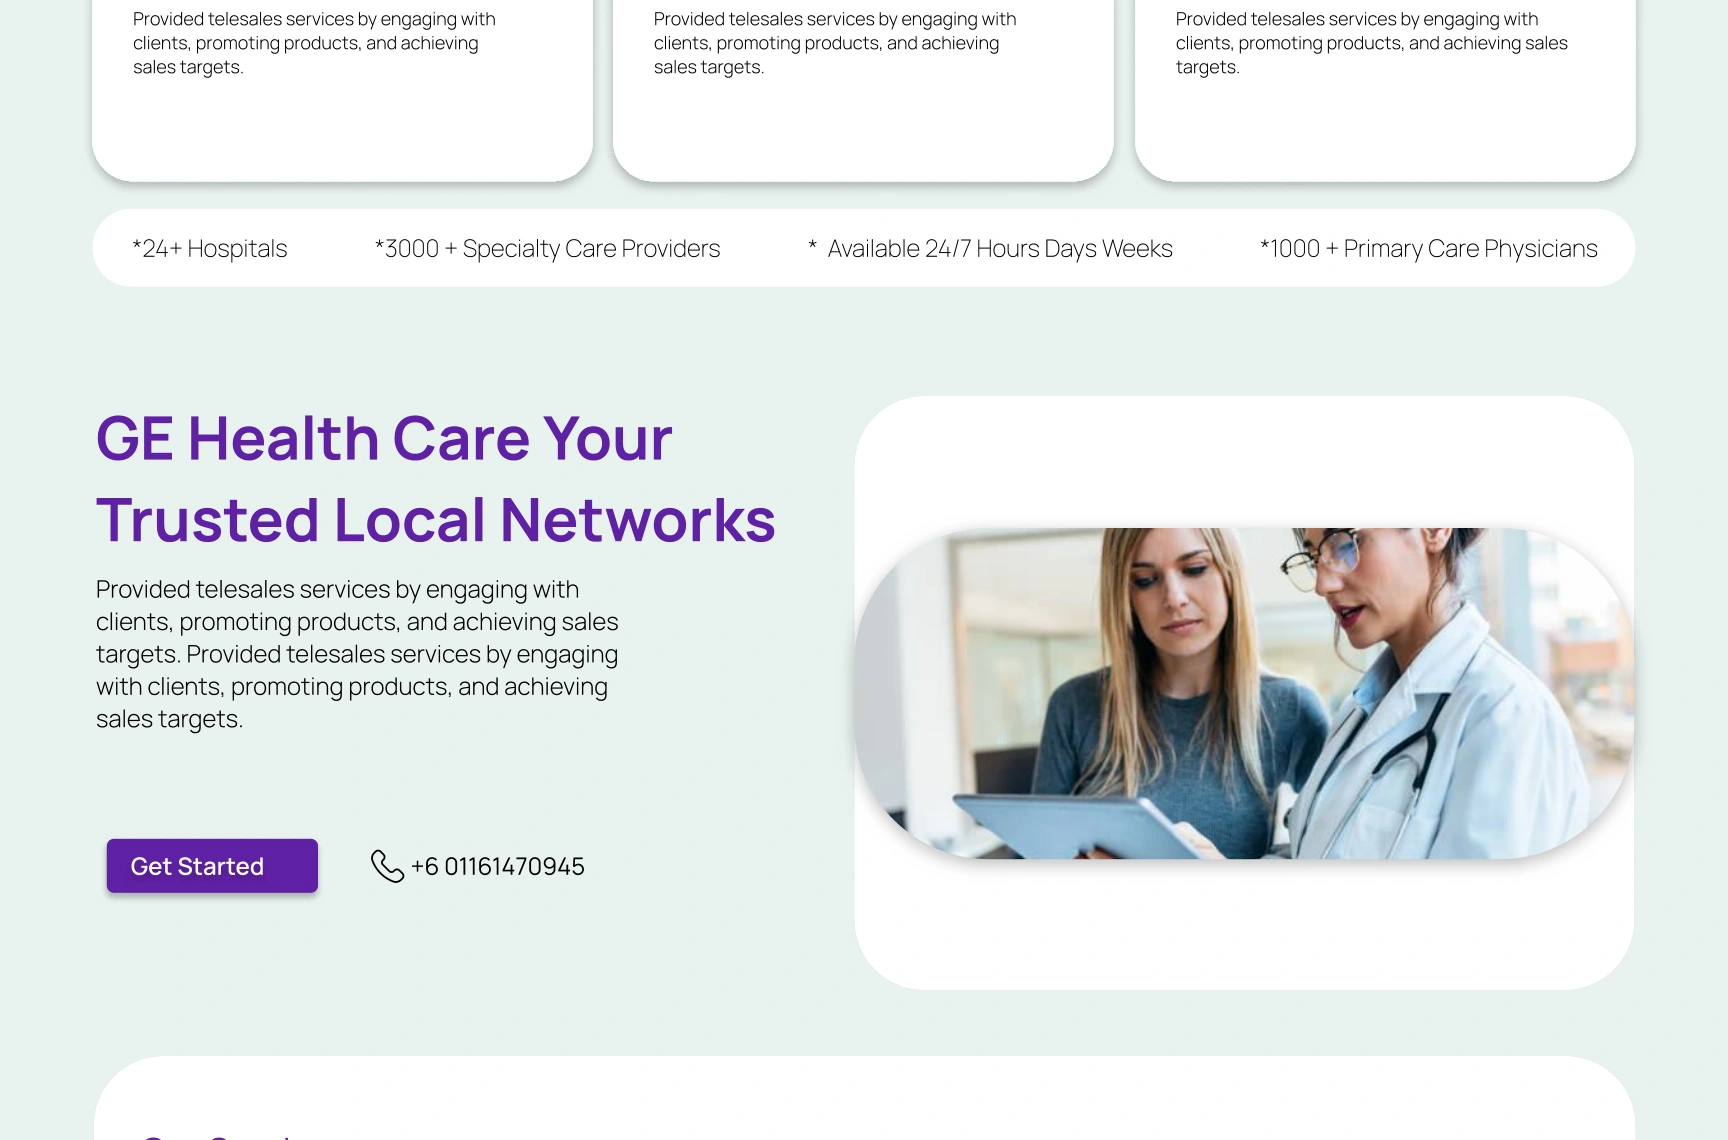 Provided telesales services by engaging with
clients, promoting products, and achieving
sales targets.
Provided telesales services by engaging with
clients, promoting products, and achieving
sales targets.
Provided telesales services by engaging with
clients, promoting products, and achieving sales
targets.
*24+ Hospitals
*3000 + Specialty Care Providers
* Available 24/7 Hours Days Weeks
*1000 + Primary Care Physicians
GE Health Care Your
Trusted Local Networks
Provided telesales services by engaging with
clients, promoting products, and achieving sales
targets. Provided telesales services by engaging
with clients, promoting products, and achieving
sales targets.
Get Started
+6 01161470945